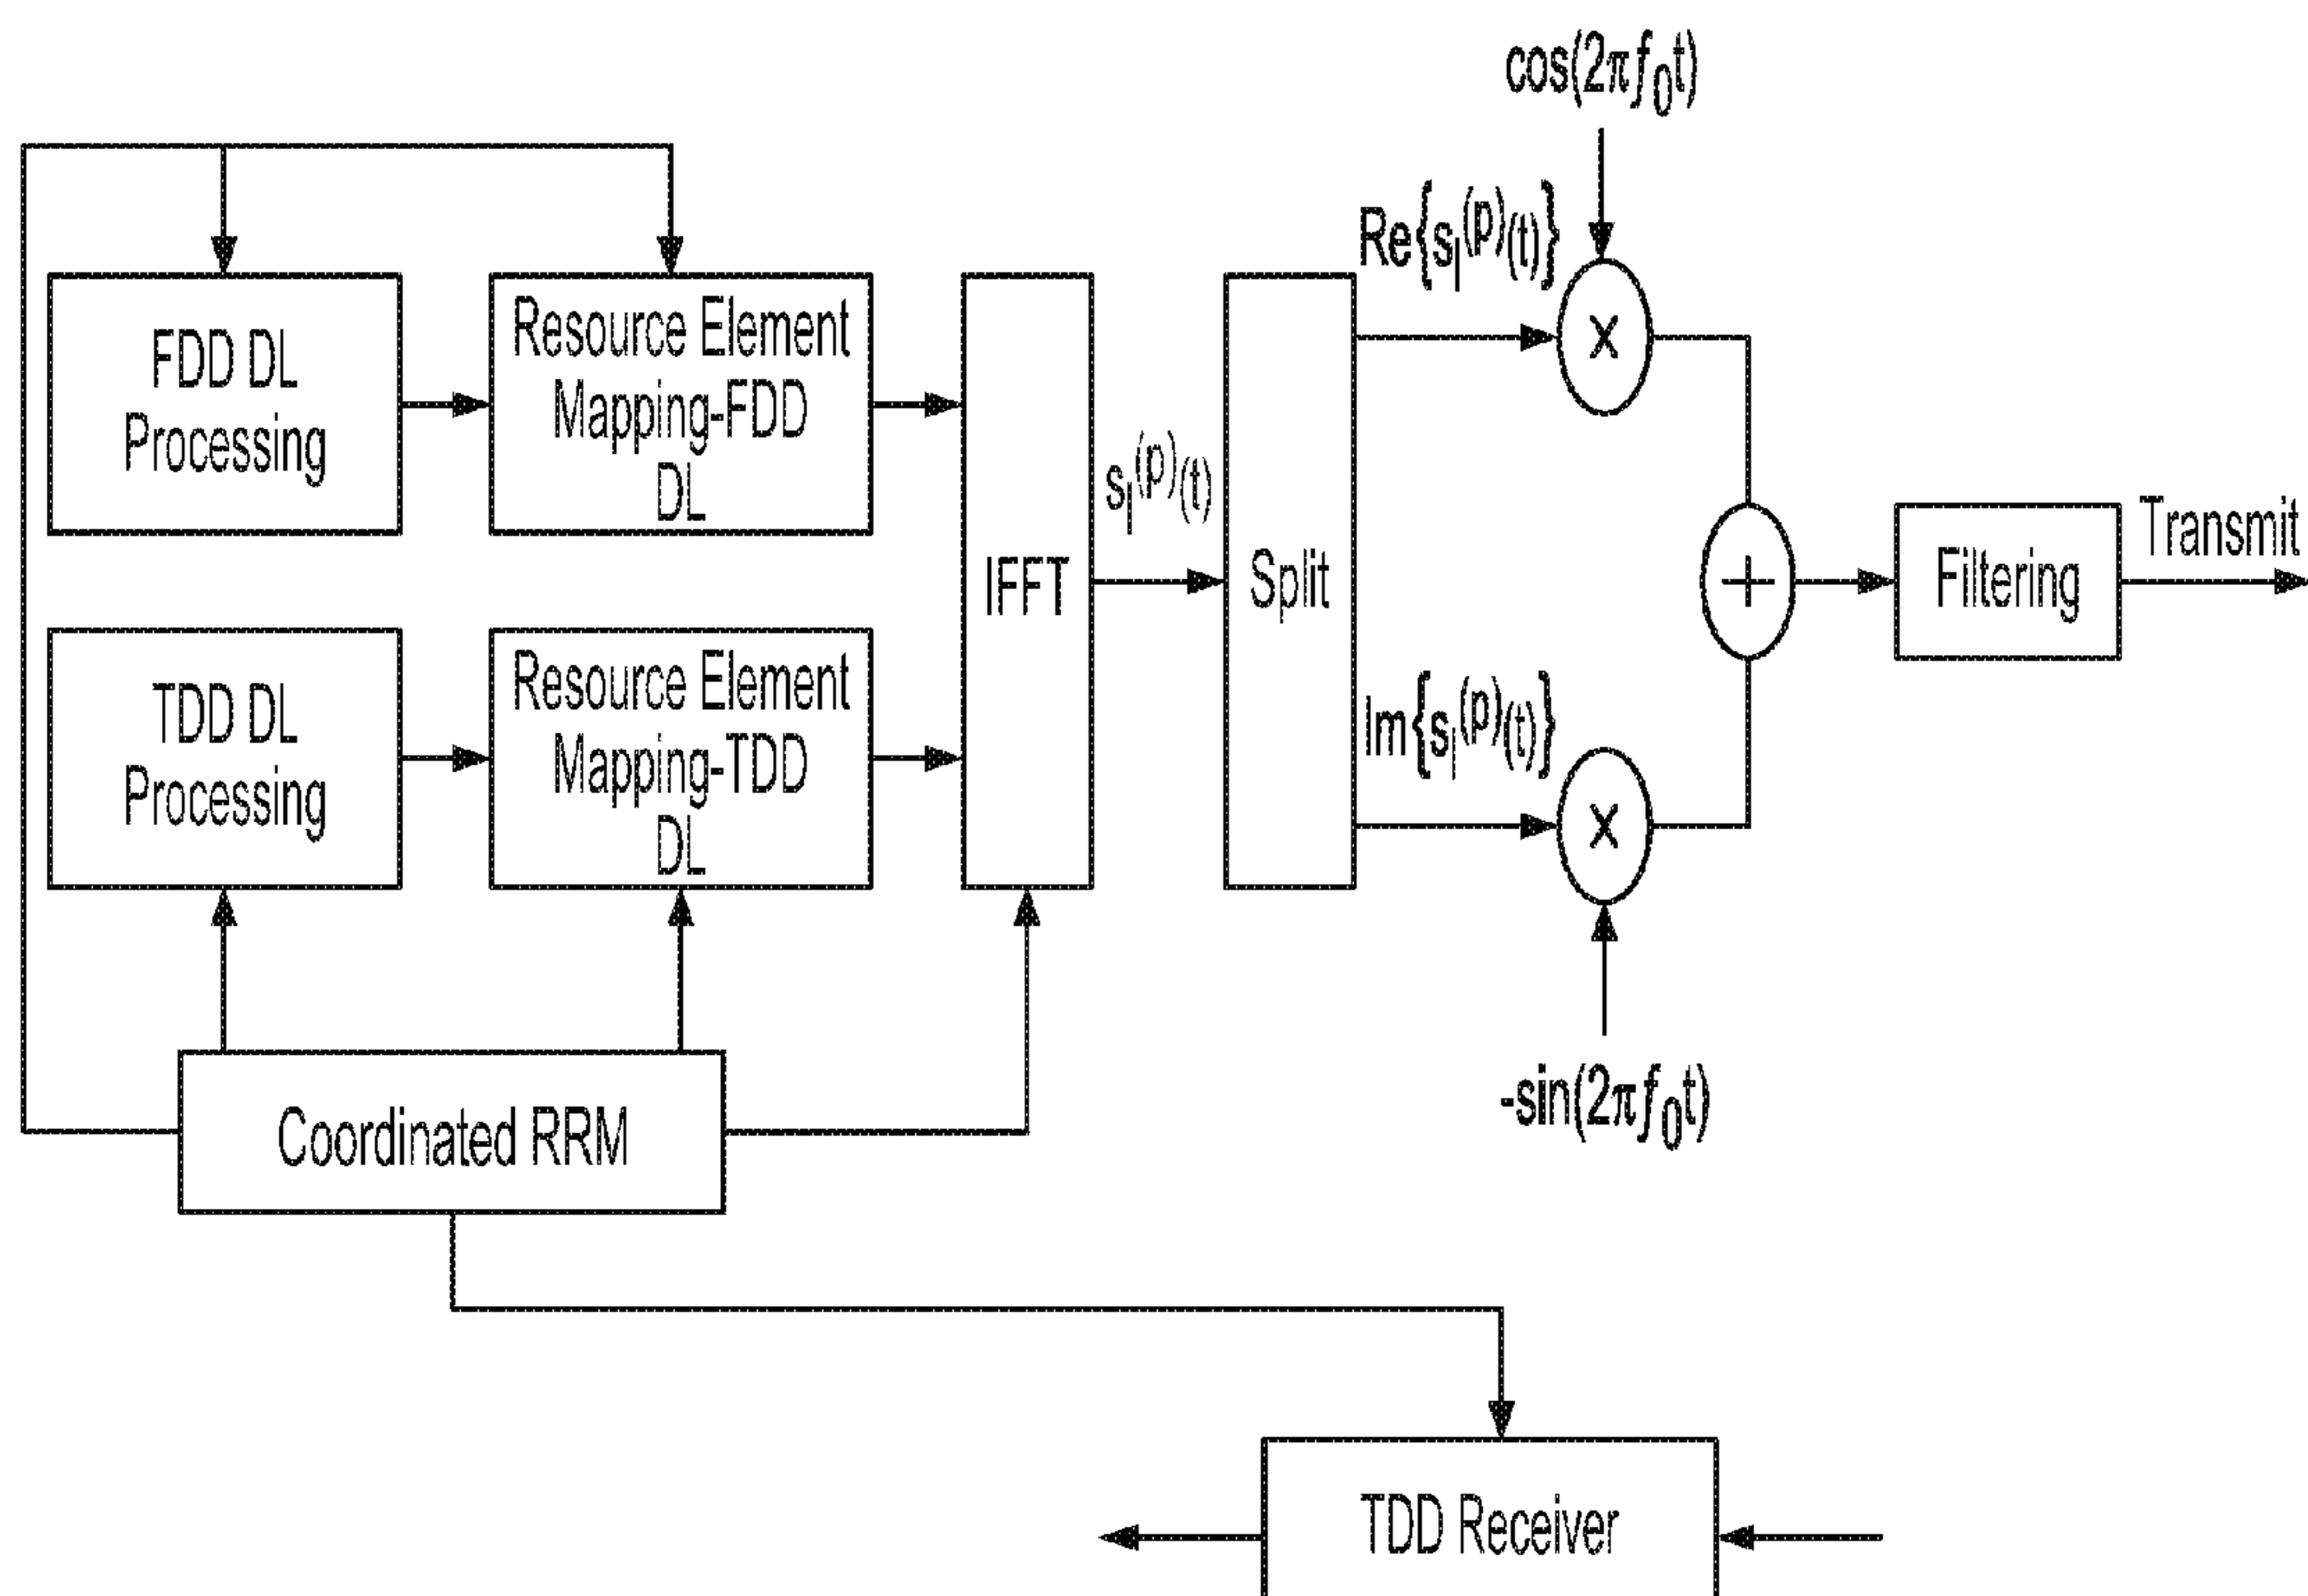 cos(2πf₀t)
Re{sₗ⁽ᵖ⁾(t)}
FDD DL
Processing
Resource Element
Mapping-FDD
DL
X
sₗ⁽ᵖ⁾(t)
IFFT
Split
+
Filtering
Transmit
TDD DL
Processing
Resource Element
Mapping-TDD
DL
Im{sₗ⁽ᵖ⁾(t)}
X
-sin(2πf₀t)
Coordinated RRM
TDD Receiver